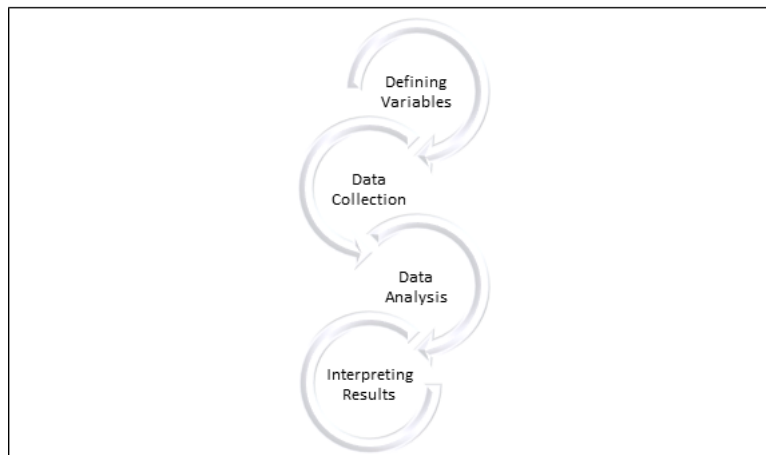 Defining
Variables
Data
Collection
Data
Analysis
Interpreting
Results